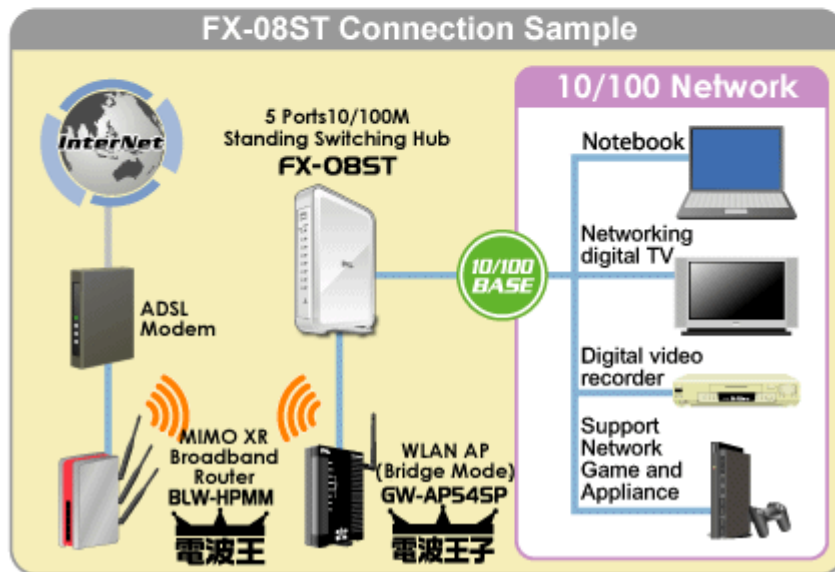 FX-08ST Connection Sample
InterNet
5 Ports10/100M
Standing Switching Hub
FX-08ST
ADSL
Modem
MIMO XR
Broadband
Router
BLW-HPMM
電波王
WLAN AP
(Bridge Mode)
GW-AP54SP
電波王子
10/100
BASE
10/100 Network
Notebook
Networking
digital TV
Digital video
recorder
Support
Network
Game and
Appliance